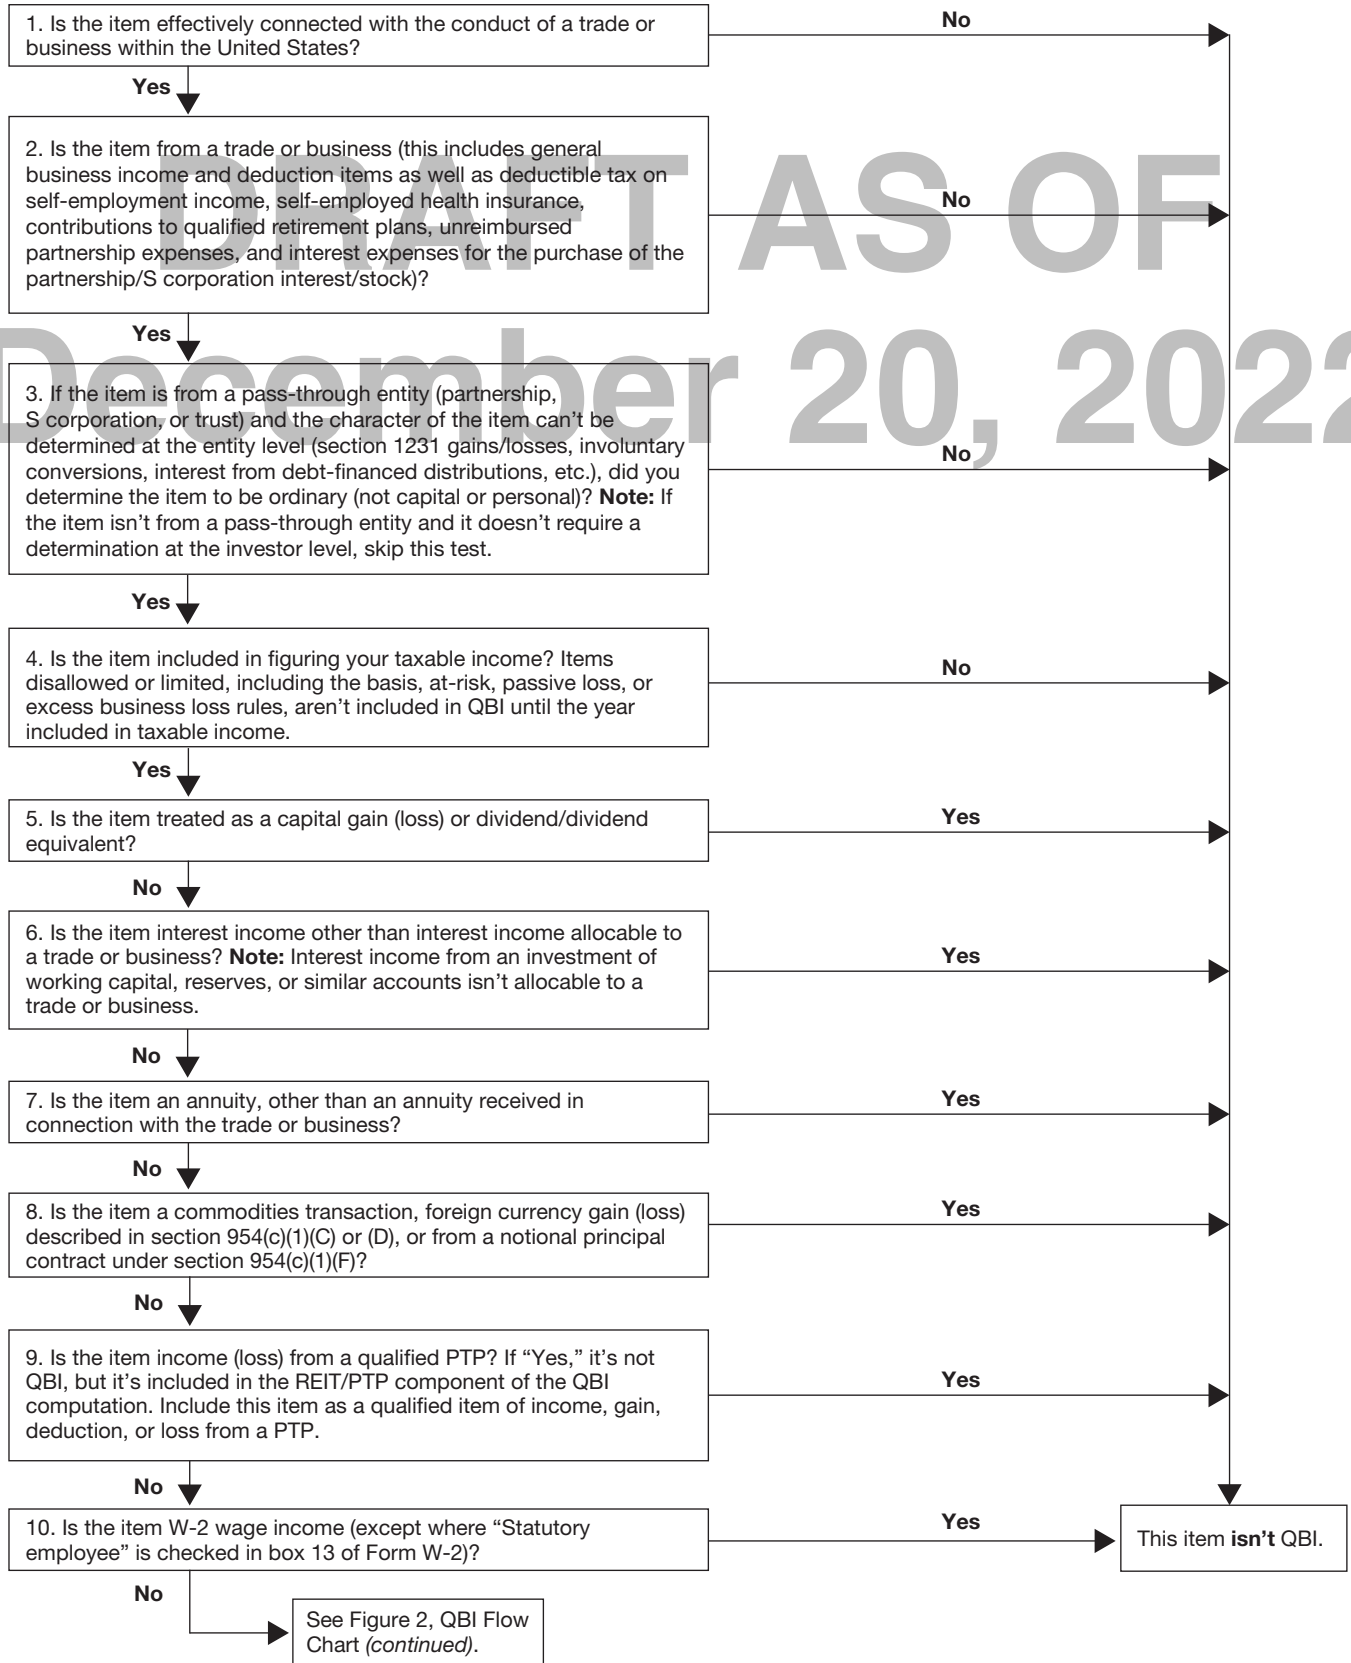 1. Is the item effectively connected with the conduct of a trade or
business within the United States?
No
Yes
2. Is the item from a trade or business (this includes general
business income and deduction items as well as deductible tax on
self-employment income, self-employed health insurance,
contributions to qualified retirement plans, unreimbursed
partnership expenses, and interest expenses for the purchase of the
partnership/S corporation interest/stock)?
No
DRAFT AS OF
Yes
December 20, 2022
3. If the item is from a pass-through entity (partnership,
S corporation, or trust) and the character of the item can't be
determined at the entity level (section 1231 gains/losses, involuntary
conversions, interest from debt-financed distributions, etc.), did you
determine the item to be ordinary (not capital or personal)? Note: If
the item isn't from a pass-through entity and it doesn't require a
determination at the investor level, skip this test.
No
Yes
4. Is the item included in figuring your taxable income? Items
disallowed or limited, including the basis, at-risk, passive loss, or
excess business loss rules, aren't included in QBI until the year
included in taxable income.
No
Yes
5. Is the item treated as a capital gain (loss) or dividend/dividend
equivalent?
Yes
No
6. Is the item interest income other than interest income allocable to
a trade or business? Note: Interest income from an investment of
working capital, reserves, or similar accounts isn't allocable to a
trade or business.
Yes
No
7. Is the item an annuity, other than an annuity received in
connection with the trade or business?
Yes
No
8. Is the item a commodities transaction, foreign currency gain (loss)
described in section 954(c)(1)(C) or (D), or from a notional principal
contract under section 954(c)(1)(F)?
Yes
No
9. Is the item income (loss) from a qualified PTP? If “Yes,” it's not
QBI, but it's included in the REIT/PTP component of the QBI
computation. Include this item as a qualified item of income, gain,
deduction, or loss from a PTP.
Yes
No
10. Is the item W-2 wage income (except where “Statutory
employee” is checked in box 13 of Form W-2)?
Yes
This item isn't QBI.
No
See Figure 2, QBI Flow
Chart (continued).